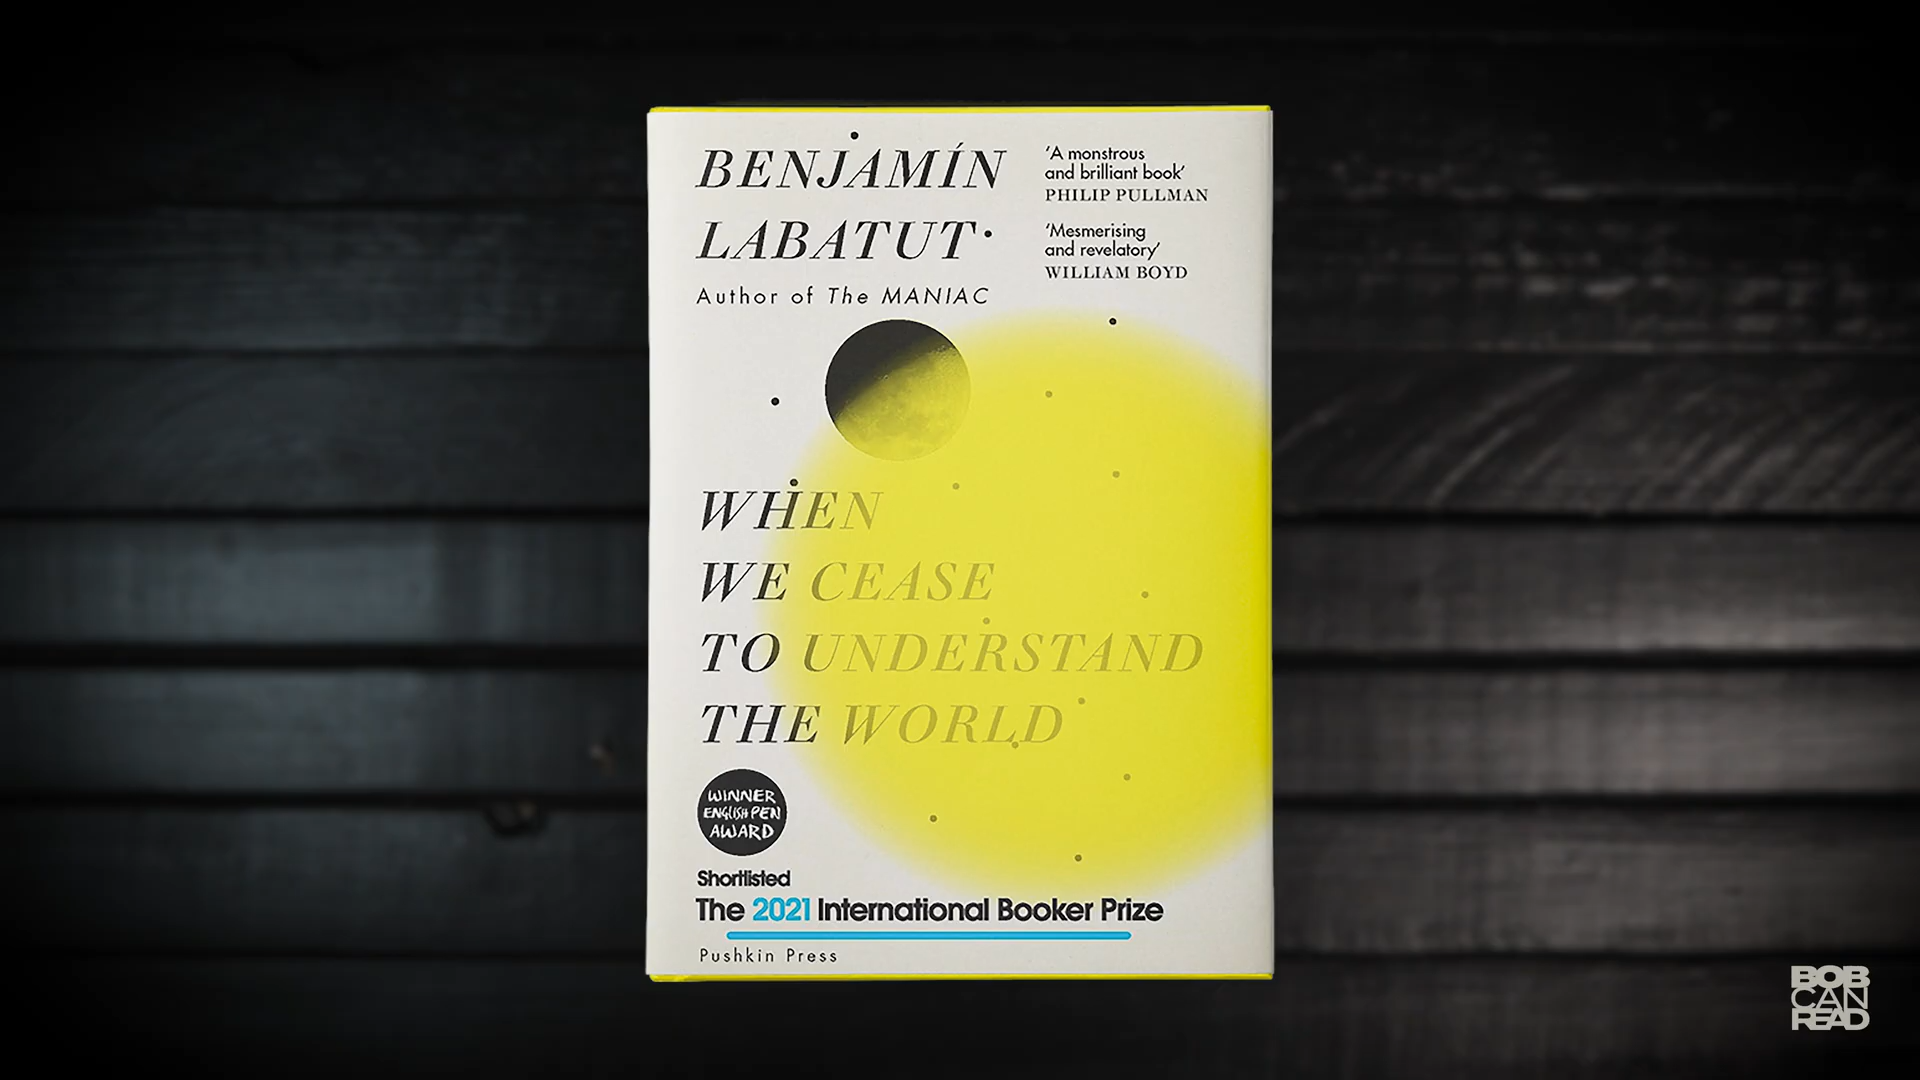 BENJAMÍN
LABATUT
Author of The MANIAC
‘A monstrous
and brilliant book’
PHILIP PULLMAN
‘Mesmerising
and revelatory’
WILLIAM BOYD
WHEN
WE CEASE
TO UNDERSTAND
THE WORLD
WINNER
ENGLISH PEN
AWARD
Shortlisted
The 2021 International Booker Prize
Pushkin Press
BOB
CAN
READ